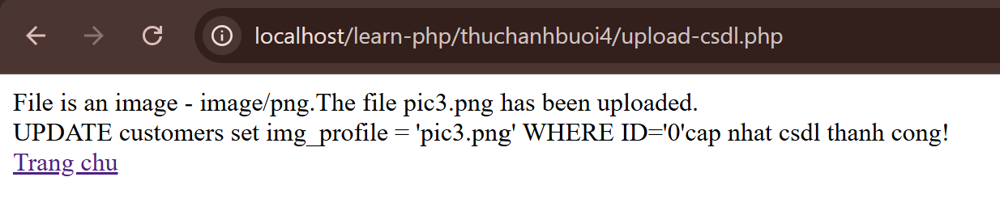 localhost/learn-php/thuchanhbuoi4/upload-csdl.php
File is an image - image/png.The file pic3.png has been uploaded.
UPDATE customers set img_profile = 'pic3.png' WHERE ID='0'cap nhat csdl thanh cong!
Trang chu